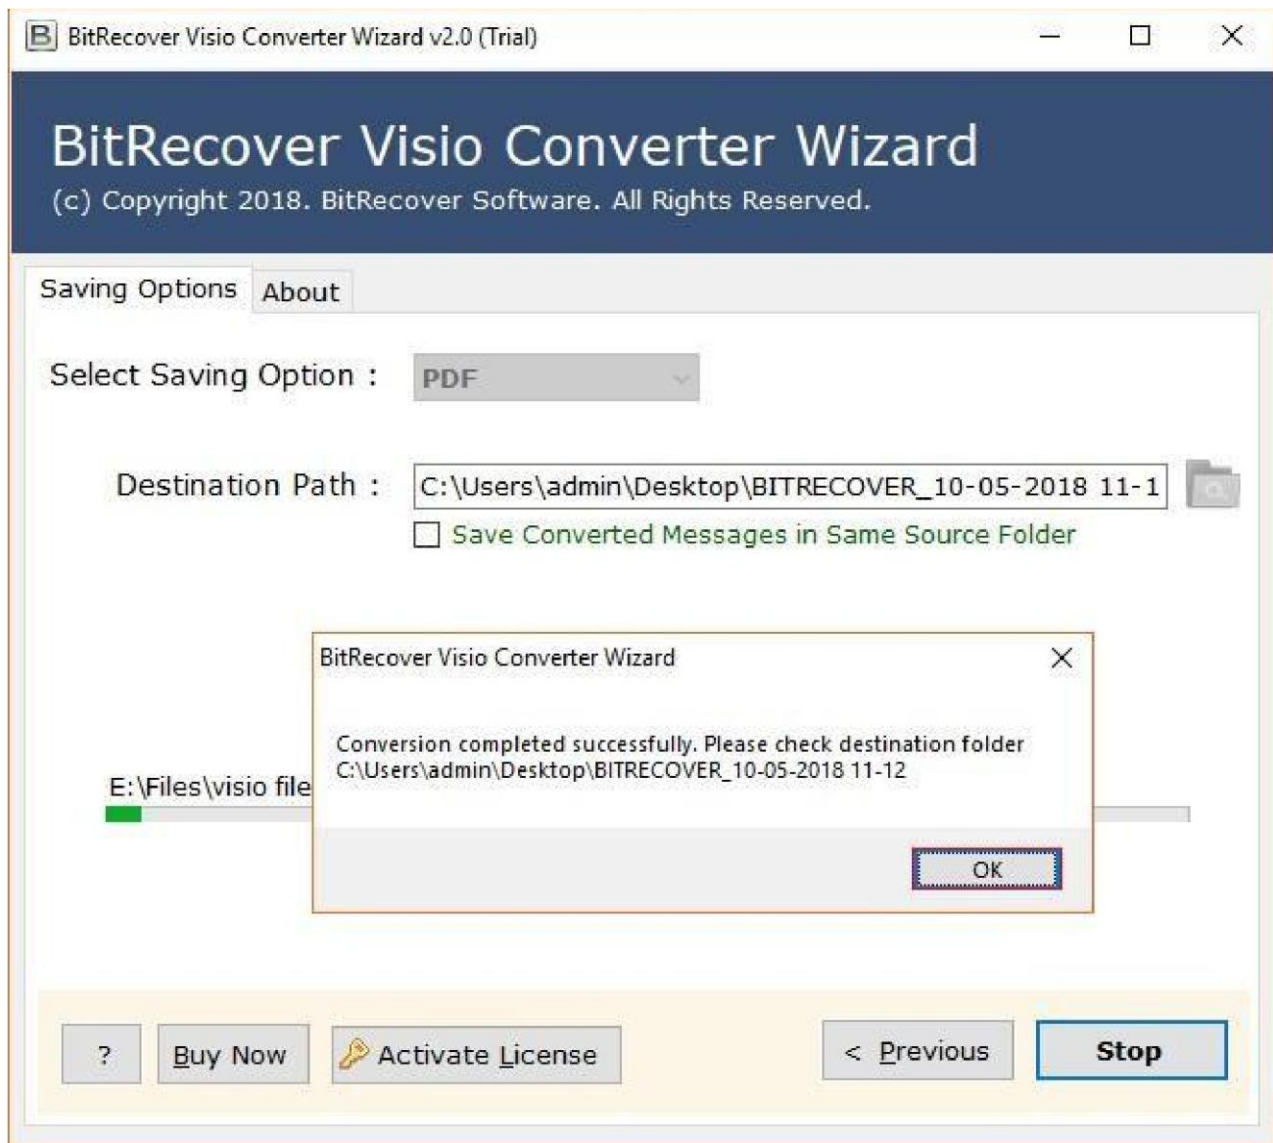 BitRecover Visio Converter Wizard v2.0 (Trial)
BitRecover Visio Converter Wizard
(c) Copyright 2018. BitRecover Software. All Rights Reserved.
Saving Options
About
Select Saving Option :
PDF
Destination Path :
C:\Users\admin\Desktop\BITRECOVER_10-05-2018 11-1
Save Converted Messages in Same Source Folder
BitRecover Visio Converter Wizard
Conversion completed successfully. Please check destination folder
C:\Users\admin\Desktop\BITRECOVER_10-05-2018 11-12
E:\Files\visio file
OK
?
Buy Now
Activate License
< Previous
Stop